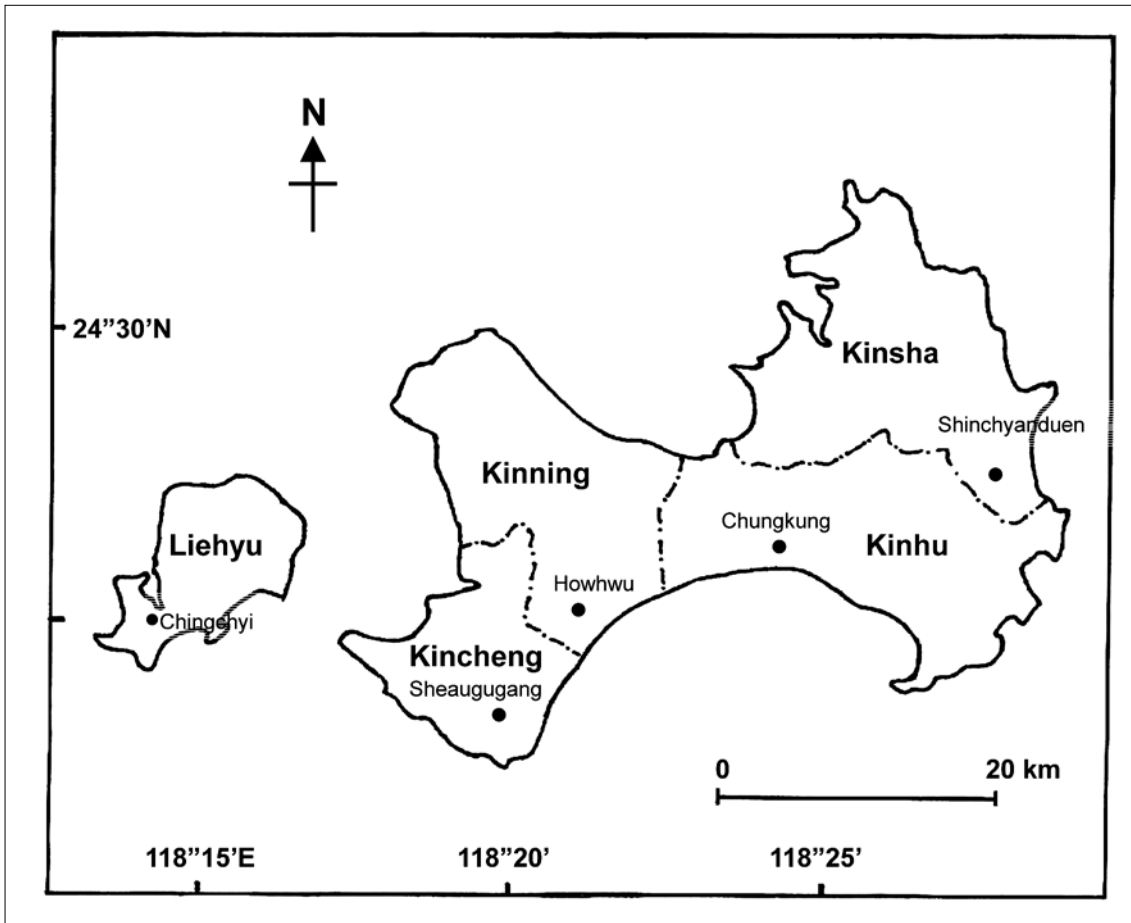 N
24"30'N
Kinsha
Shinchyanduen
Kinning
Chungkung
Liehyu
Kinhu
Howhwu
Chingchyi
Kincheng
Sheaugugang
0 20 km
118"15'E 118"20' 118"25'